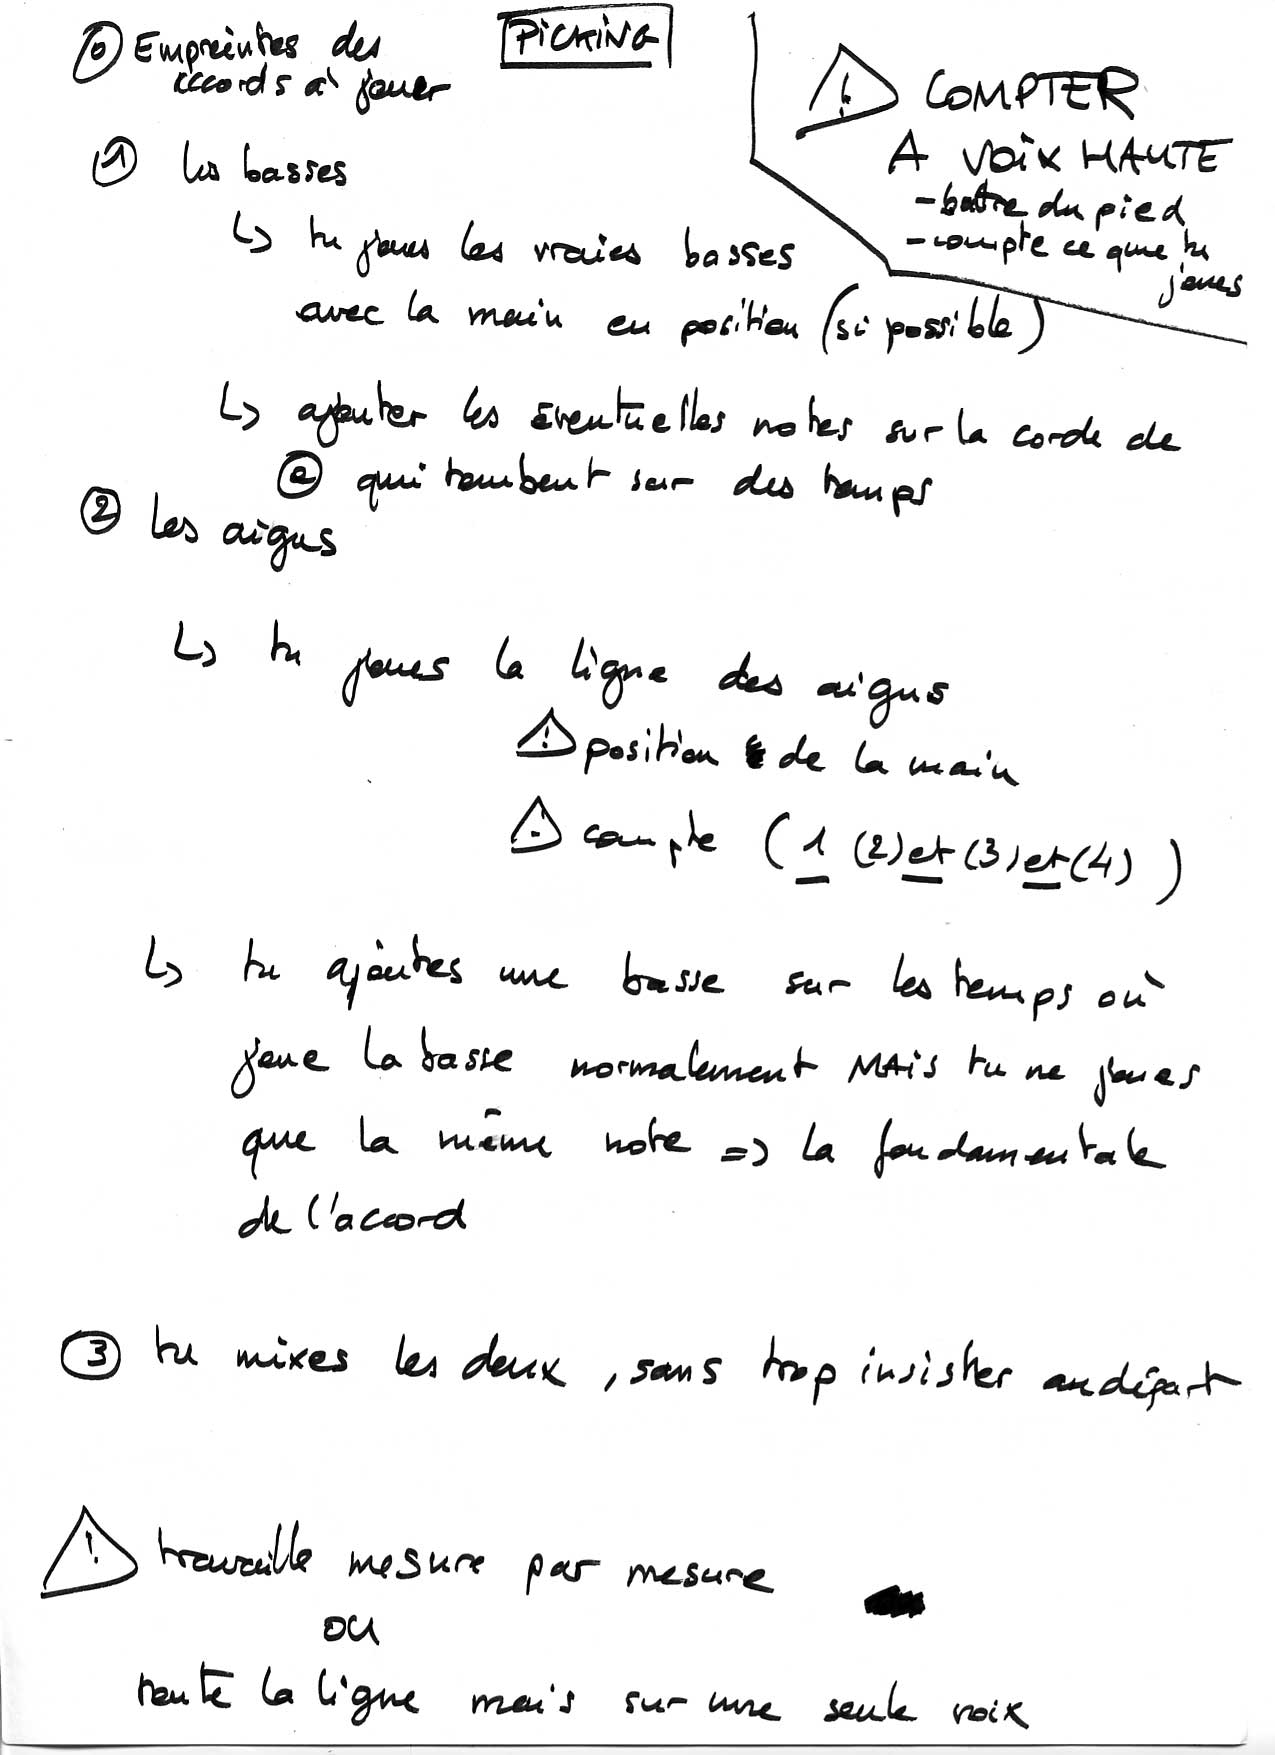 PICKING
⓪ Empreintes des
accords à jouer
⚠ COMPTER
A VOIX HAUTE
- battre du pied
- compte ce que tu
joues
① les basses
↳ tu joues les vraies basses
avec la main en position (si possible)
↳ ajouter les éventuelles notes sur la corde de
qui tombent sur des temps
② les aigus
↳ tu joues la ligne des aigus
⚠ position de la main
⚠ compte (1 (2) et (3) et (4))
↳ tu ajoutes une basse sur les temps où
joue la basse normalement MAIS tu ne joues
que la même note => la fondamentale
de l'accord
③ tu mixes les deux, sans trop insister au départ
⚠ travaille mesure par mesure
OU
toute la ligne mais sur une seule voix